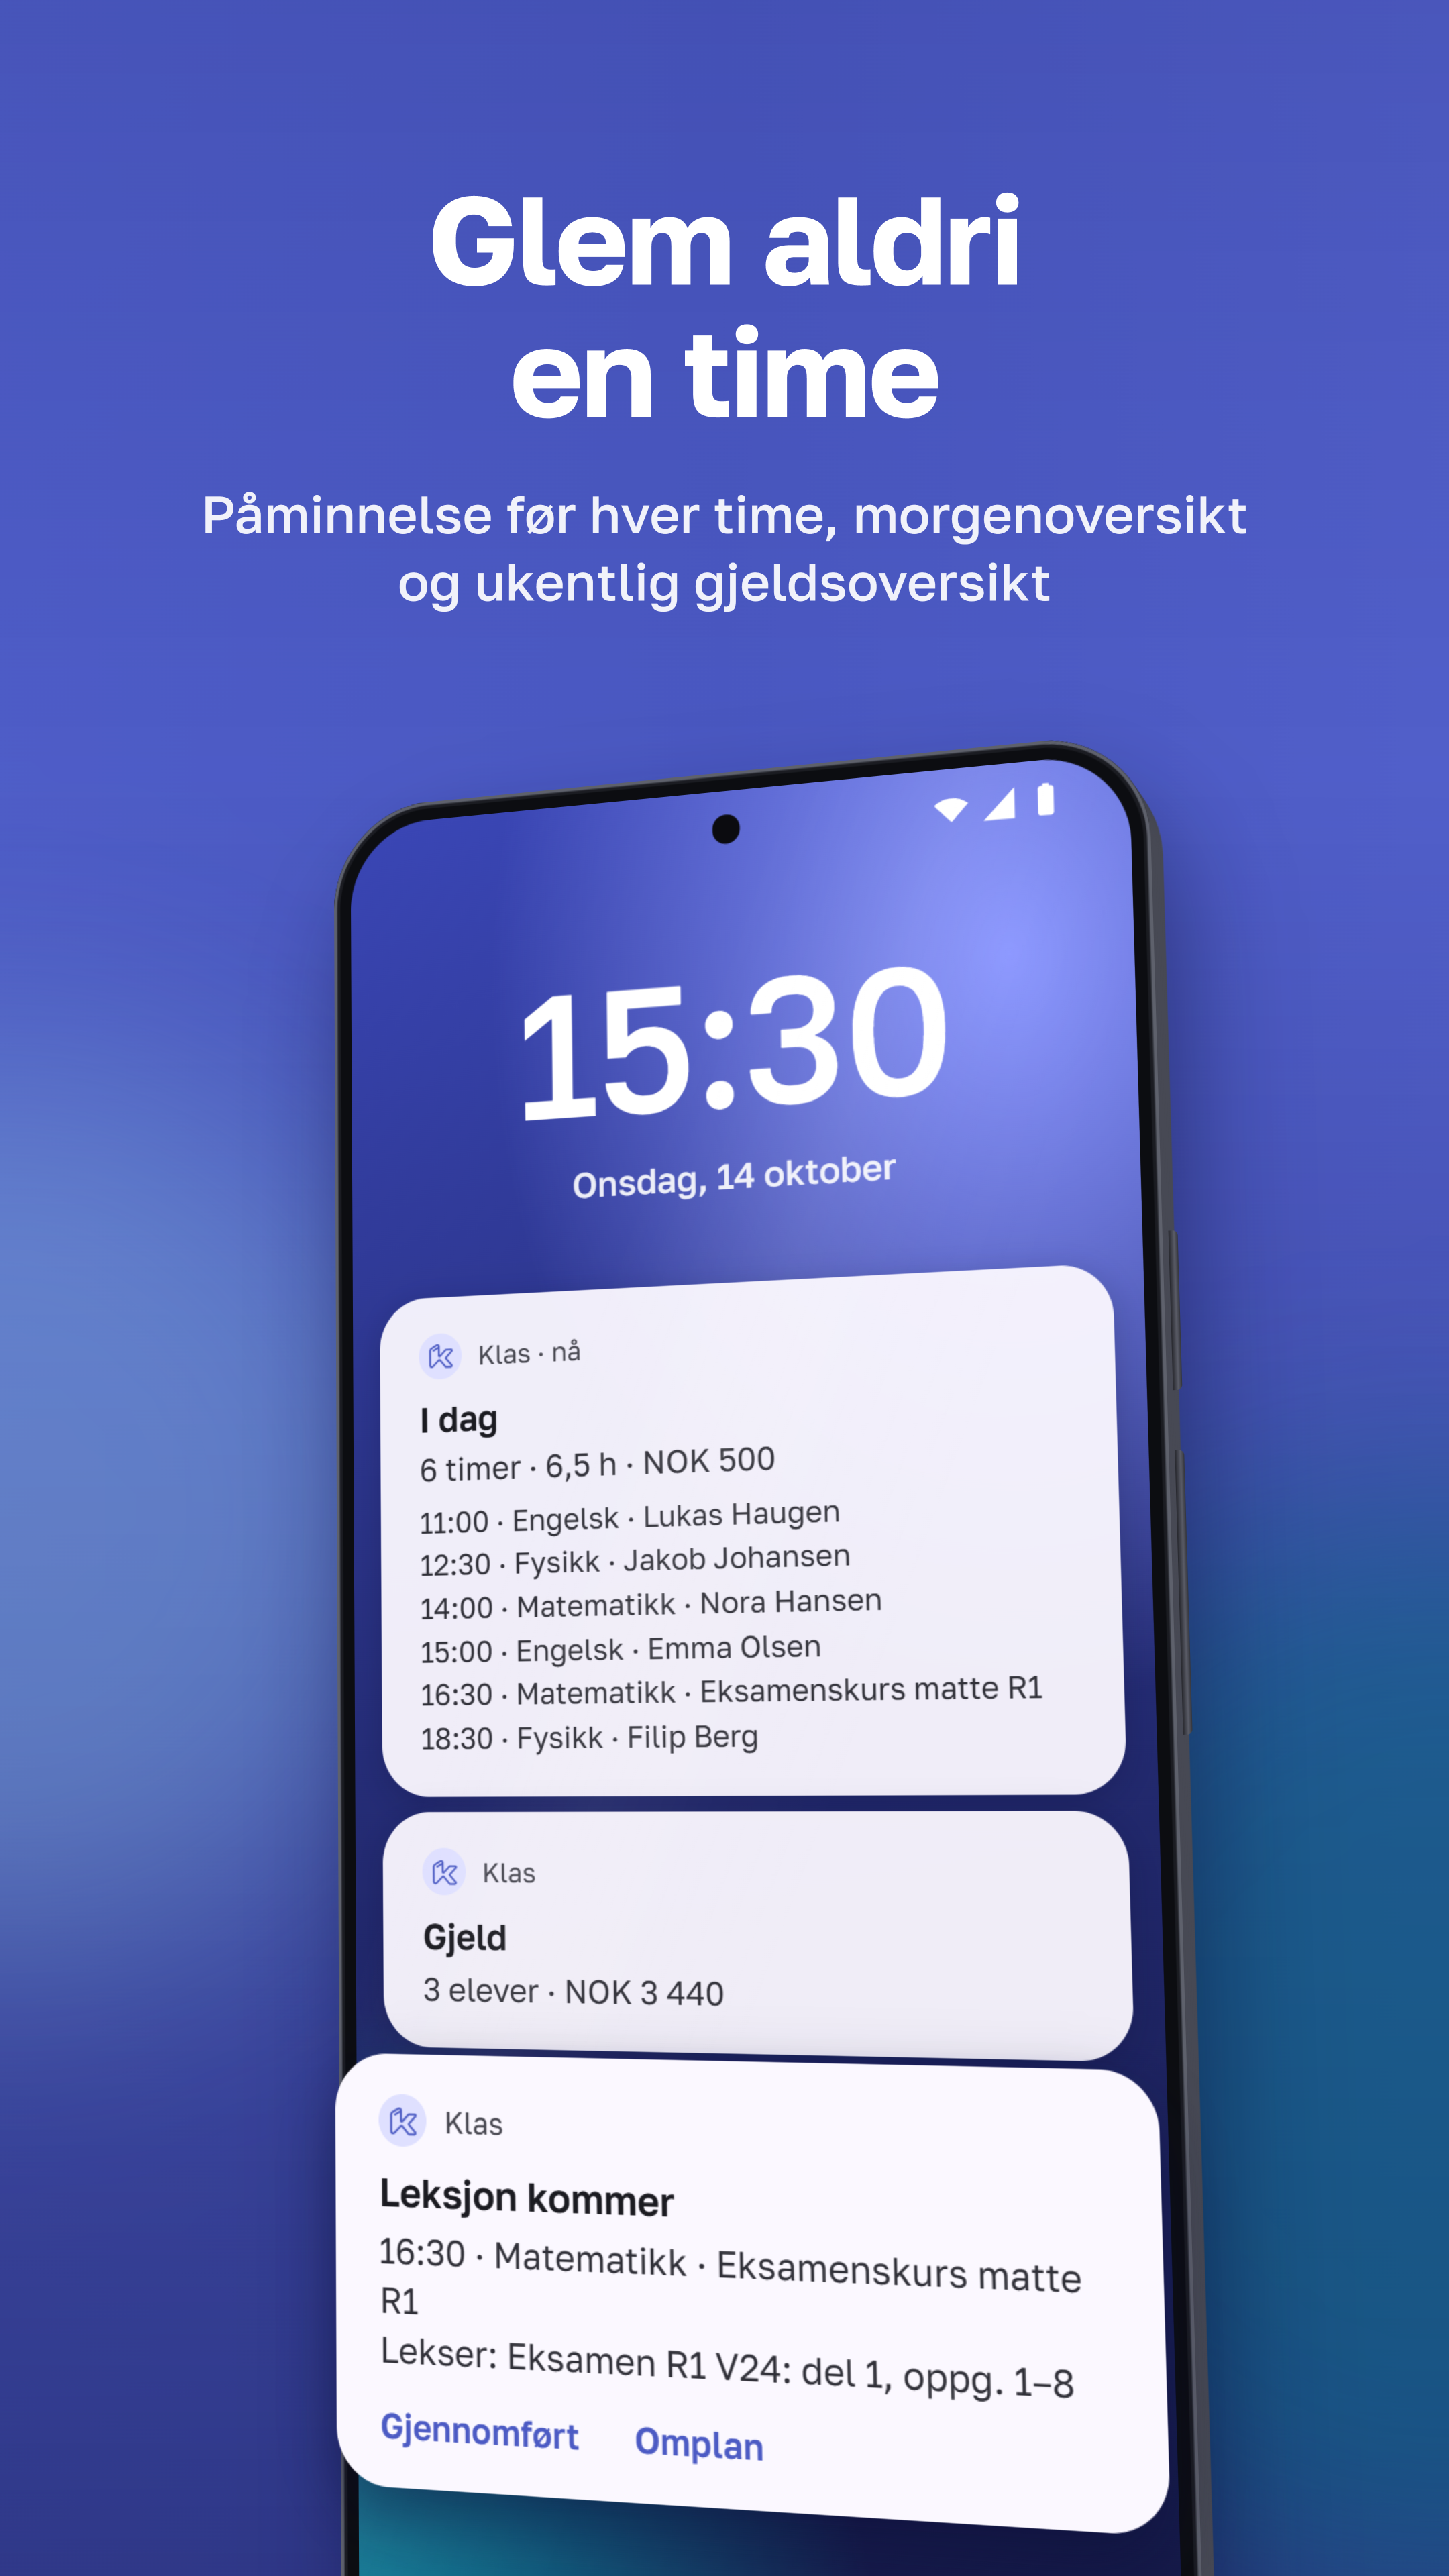 Glem aldri
en time
Påminnelse før hver time, morgenoversikt
og ukentlig gjeldsoversikt
15:30
Onsdag, 14 oktober
Klas · nå
I dag
6 timer · 6,5 h · NOK 500
11:00 · Engelsk · Lukas Haugen
12:30 · Fysikk · Jakob Johansen
14:00 · Matematikk · Nora Hansen
15:00 · Engelsk · Emma Olsen
16:30 · Matematikk · Eksamenskurs matte R1
18:30 · Fysikk · Filip Berg
Klas
Gjeld
3 elever · NOK 3 440
Klas
Leksjon kommer
16:30 · Matematikk · Eksamenskurs matte
R1
Lekser: Eksamen R1 V24: del 1, oppg. 1–8
Gjennomført Omplan